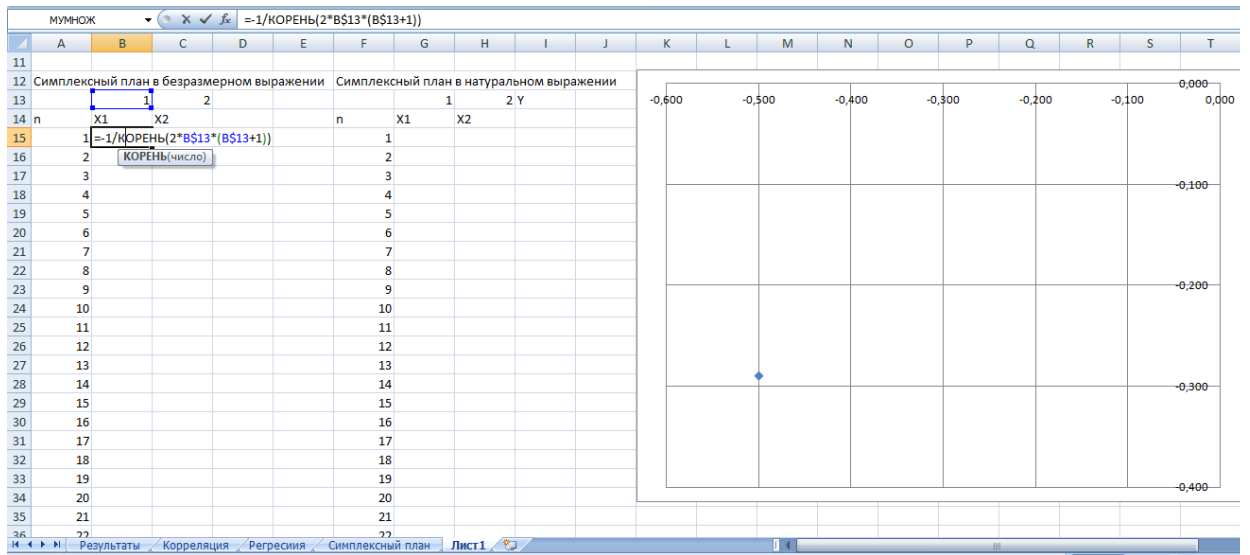 МУМНОЖ fx =-1/КОРЕНЬ(2*B$13*(B$13+1))
A B C D E F G H I J K L M N O P Q R S T
11
12 Симплексный план в безразмерном выражении Симплексный план в натуральном выражении
13 1 2 1 2 Y
14 n X1 X2 n X1 X2
15 1 =-1/КОРЕНЬ(2*B$13*(B$13+1)) 1
16 2 КОРЕНЬ(число) 2
17 3 3
18 4 4
19 5 5
20 6 6
21 7 7
22 8 8
23 9 9
24 10 10
25 11 11
26 12 12
27 13 13
28 14 14
29 15 15
30 16 16
31 17 17
32 18 18
33 19 19
34 20 20
35 21 21
36 22 22
0,000
-0,600 -0,500 -0,400 -0,300 -0,200 -0,100 0,000
-0,100
-0,200
-0,300
-0,400
Результаты Корреляция Регресиия Симплексный план Лист1